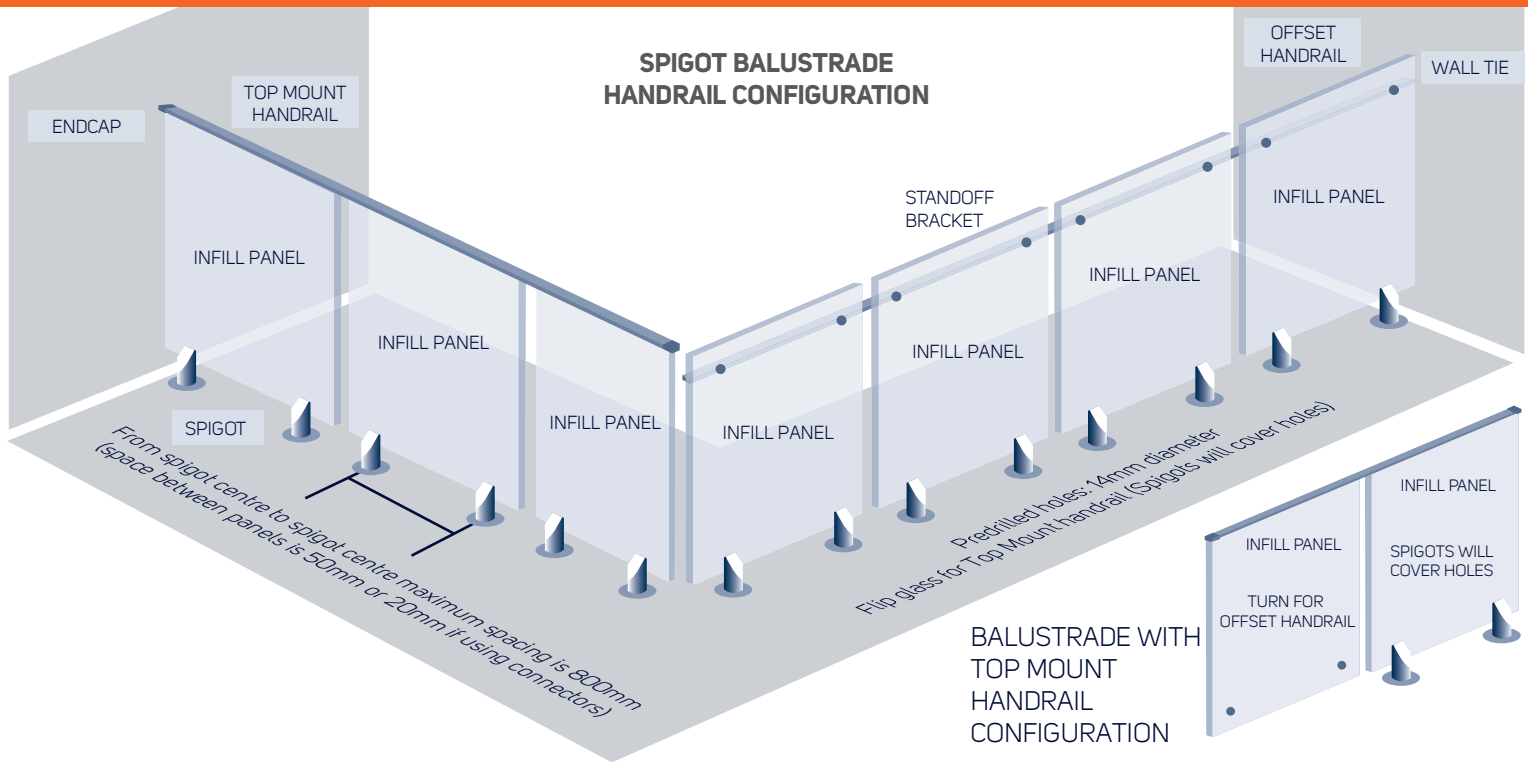 SPIGOT BALUSTRADE
HANDRAIL CONFIGURATION
ENDCAP
TOP MOUNT
HANDRAIL
OFFSET
HANDRAIL
WALL TIE
STANDOFF
BRACKET
INFILL PANEL
INFILL PANEL
INFILL PANEL
INFILL PANEL
INFILL PANEL
INFILL PANEL
INFILL PANEL
SPIGOT
From spigot centre to spigot centre maximum spacing is 800mm
(space between panels is 50mm or 20mm if using connectors)
Predrilled holes: 14mm diameter
Flip glass for Top Mount handrail (Spigots will cover holes)
BALUSTRADE WITH
TOP MOUNT
HANDRAIL
CONFIGURATION
INFILL PANEL
TURN FOR
OFFSET HANDRAIL
INFILL PANEL
SPIGOTS WILL
COVER HOLES